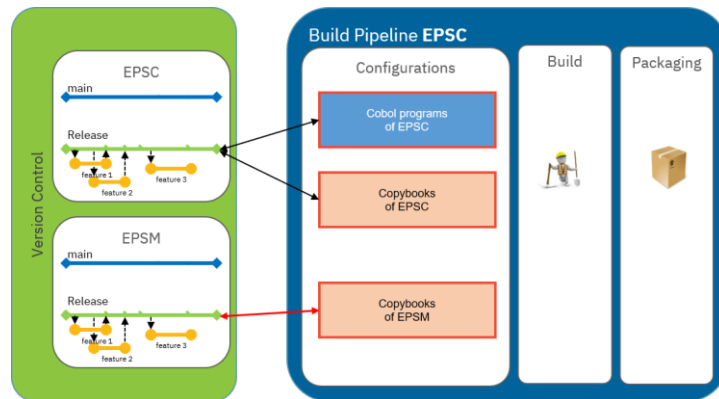 Version Control
EPSC
main
Release
feature 1
feature 2
feature 3
EPSM
main
Release
feature 1
feature 2
feature 3
Build Pipeline EPSC
Configurations
Cobol programs
of EPSC
Copybooks
of EPSC
Copybooks
of EPSM
Build
Packaging